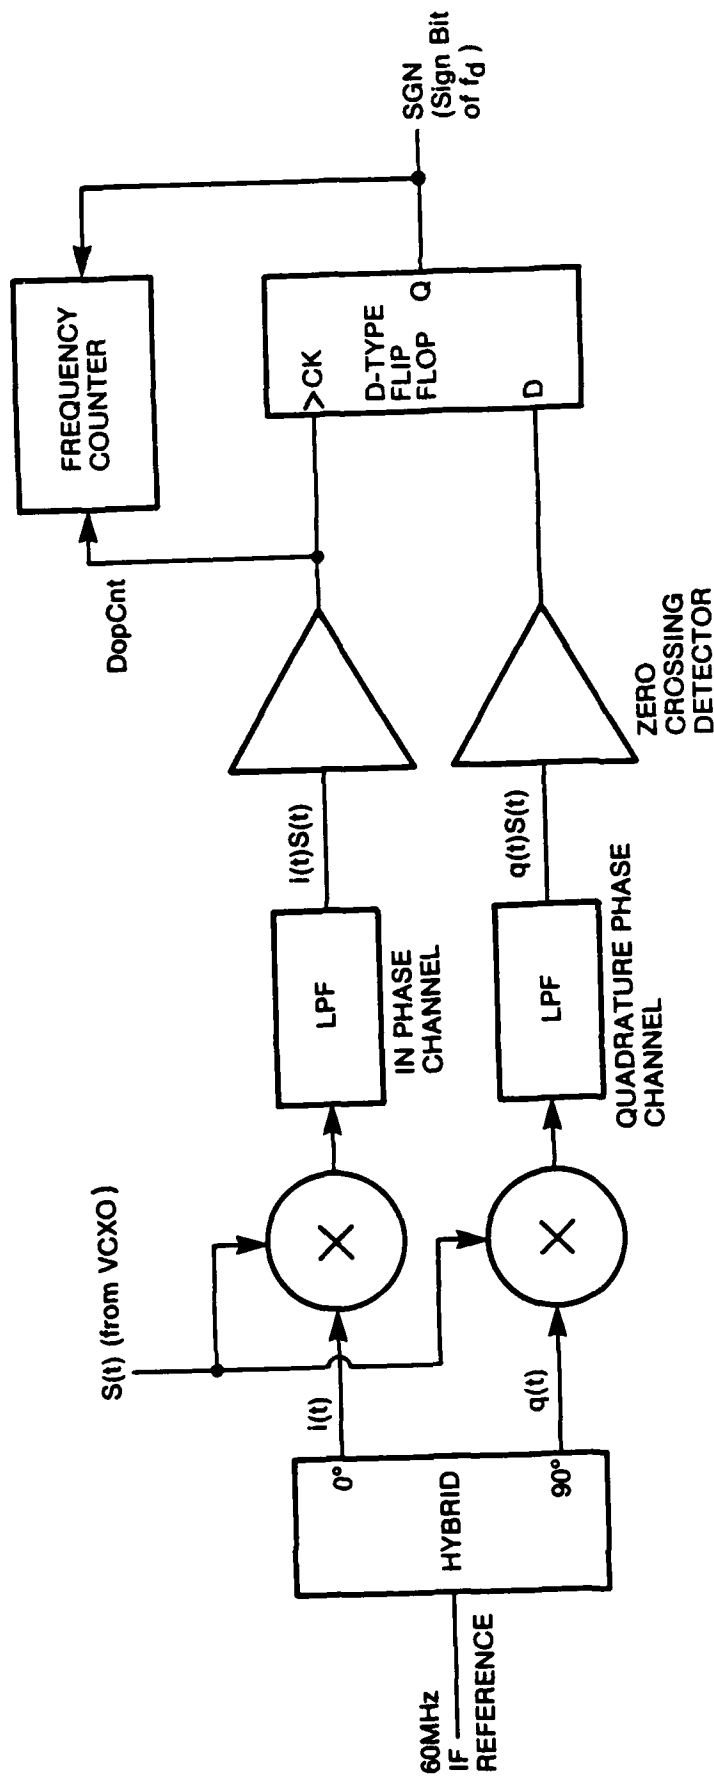 60MHz
IF
REFERENCE
HYBRID
0°
90°
i(t)
q(t)
S(t) (from VCXO)
LPF
IN PHASE
CHANNEL
LPF
QUADRATURE PHASE
CHANNEL
i(t)S(t)
q(t)S(t)
ZERO
CROSSING
DETECTOR
DopCnt
FREQUENCY
COUNTER
>CK
D-TYPE
FLIP
FLOP
Q
D
SGN
(Sign Bit
of fd )